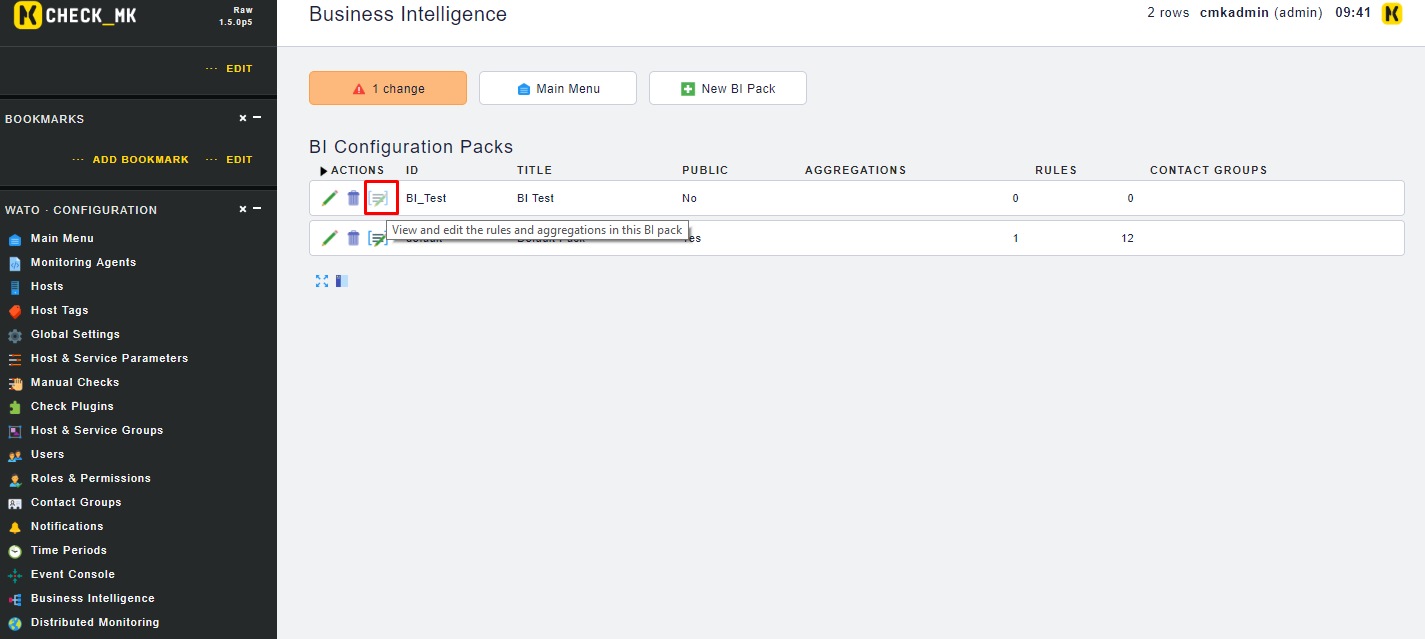 CHECK_MK
Raw
1.5.0p5
··· EDIT
BOOKMARKS
··· ADD BOOKMARK ··· EDIT
WATO · CONFIGURATION
Main Menu
Monitoring Agents
Hosts
Host Tags
Global Settings
Host & Service Parameters
Manual Checks
Check Plugins
Host & Service Groups
Users
Roles & Permissions
Contact Groups
Notifications
Time Periods
Event Console
Business Intelligence
Distributed Monitoring
Business Intelligence
2 rows cmkadmin (admin) 09:41
1 change
Main Menu
New BI Pack
BI Configuration Packs
ACTIONS ID TITLE PUBLIC AGGREGATIONS RULES CONTACT GROUPS
BI_Test BI Test No 0 0
View and edit the rules and aggregations in this BI pack
1 12